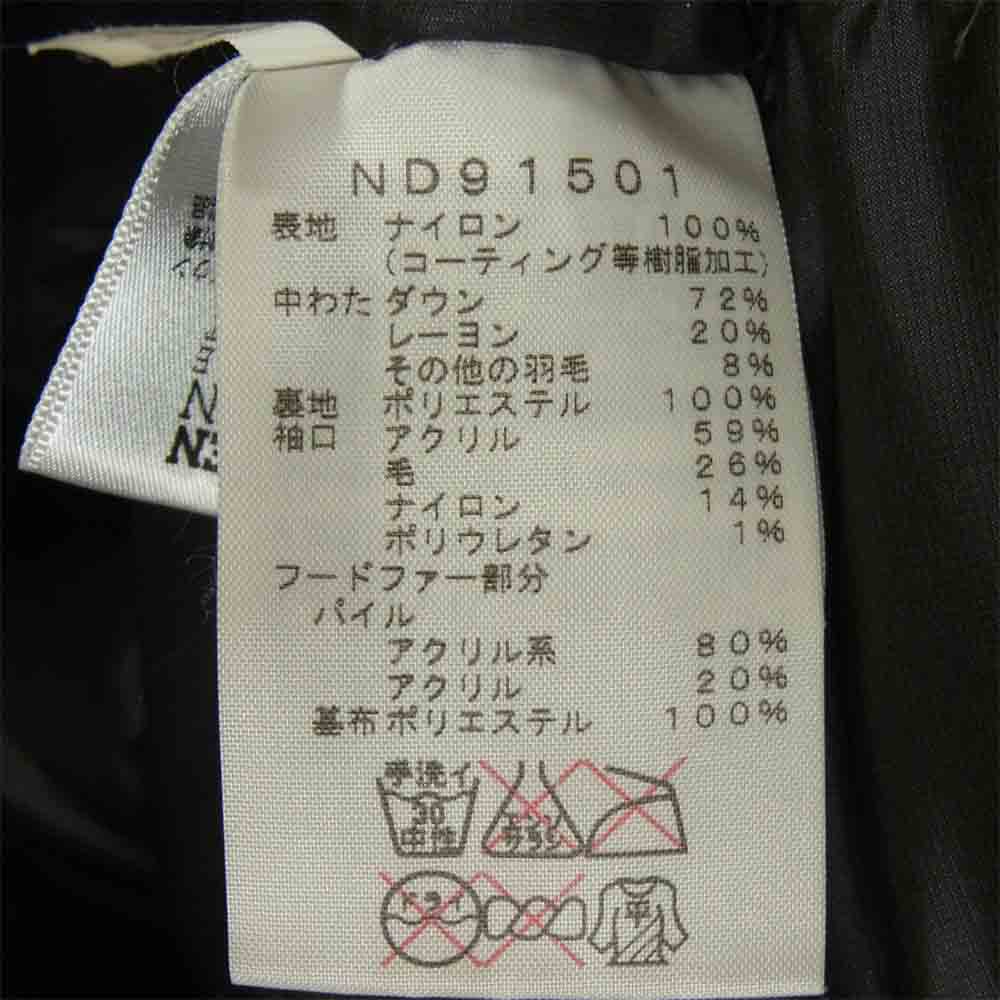 ND91501
表地 ナイロン 100%
(コーティング等樹脂加工)
中わた ダウン 72%
レーヨン 20%
その他の羽毛 8%
裏地 ポリエステル 100%
袖口 アクリル 59%
毛 26%
ナイロン 14%
ポリウレタン 1%
フードファー部分
パイル
アクリル系 80%
アクリル 20%
基布 ポリエステル 100%
手洗イ
30
中性
サラシ
ドライ
平